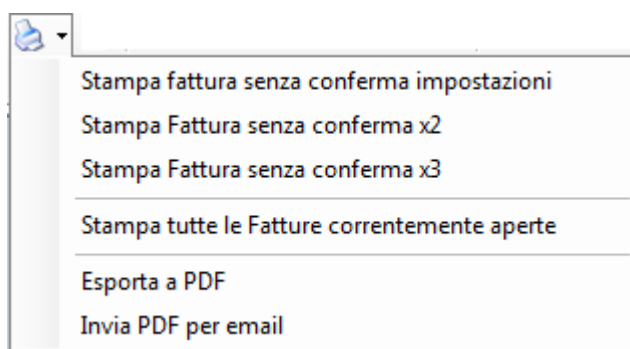 Stampa fattura senza conferma impostazioni
Stampa Fattura senza conferma x2
Stampa Fattura senza conferma x3
Stampa tutte le Fatture correntemente aperte
Esporta a PDF
Invia PDF per email